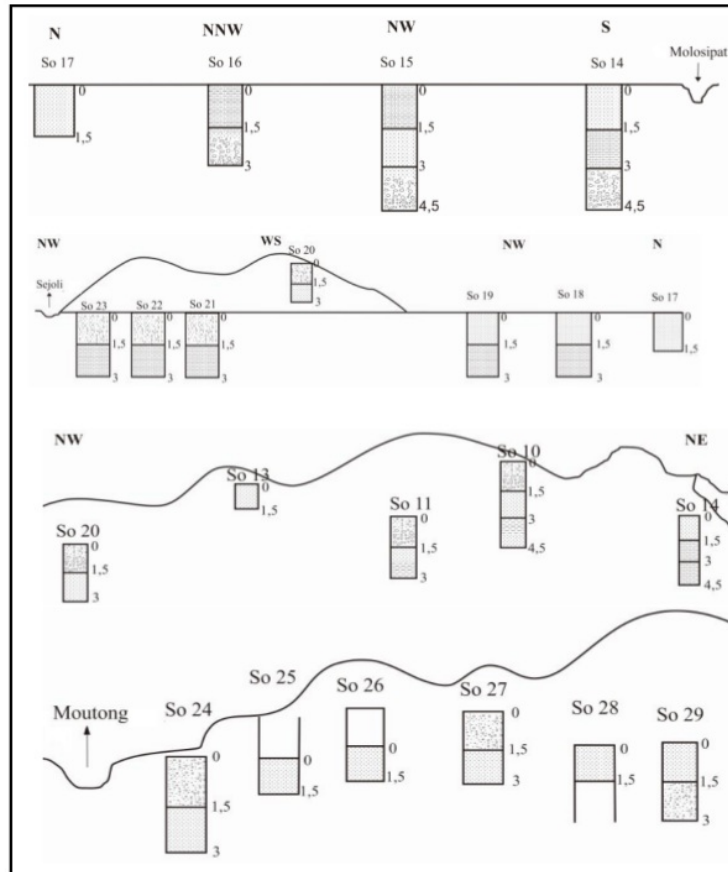 N NNW NW S
So 17 So 16 So 15 So 14 Molosipat
0 0 0 0
1,5 1,5 1,5 1,5
3 3 3
4,5 4,5
NW WS NW N
So 20
Sejoli 0
1,5
3
So 23 So 22 So 21 So 19 So 18 So 17
0 0 0 0 0 0
1,5 1,5 1,5 1,5 1,5 1,5
3 3 3 3 3
NW NE
So 10
0
So 13 1,5
0 3
1,5 4,5
So 11 So 14
0 0
1,5 1,5
3 3
4,5
So 20
0
1,5
3
So 24 So 25 So 26 So 27 So 28 So 29
Moutong
0 0 0 0 0 0
1,5 1,5 1,5 1,5 1,5 1,5
3 3 3